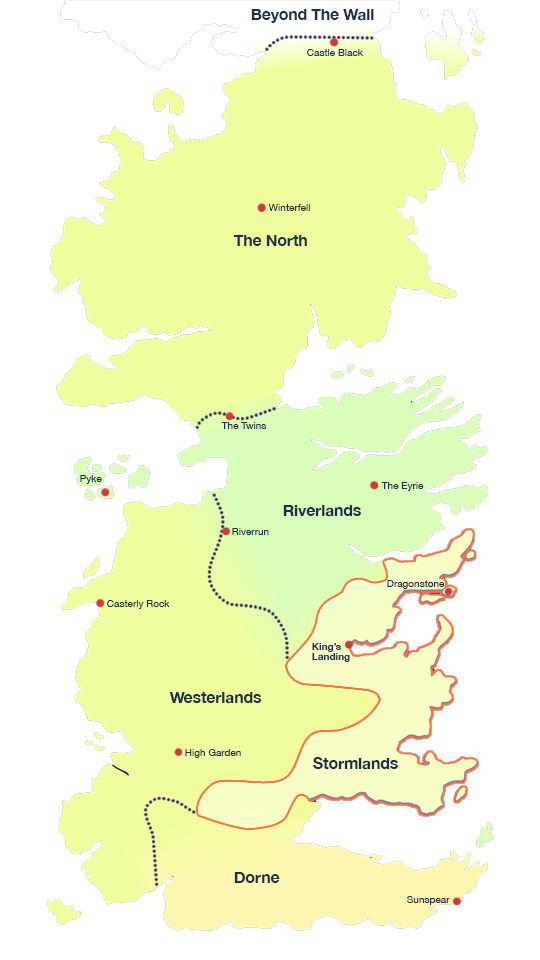 Beyond The Wall
Castle Black
Winterfell
The North
The Twins
Pyke
The Eyrie
Riverlands
Riverrun
Dragonstone
Casterly Rock
King's
Landing
Westerlands
High Garden
Stormlands
Dorne
Sunspear